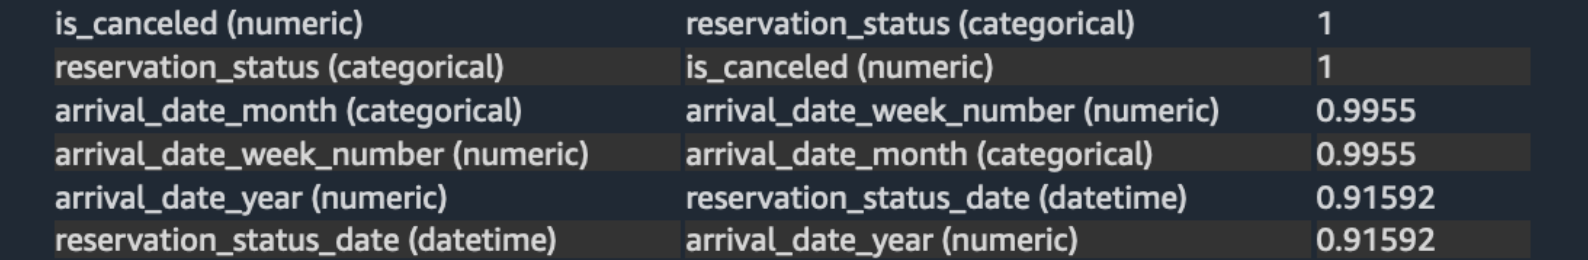 is_canceled (numeric) reservation_status (categorical) 1
reservation_status (categorical) is_canceled (numeric) 1
arrival_date_month (categorical) arrival_date_week_number (numeric) 0.9955
arrival_date_week_number (numeric) arrival_date_month (categorical) 0.9955
arrival_date_year (numeric) reservation_status_date (datetime) 0.91592
reservation_status_date (datetime) arrival_date_year (numeric) 0.91592